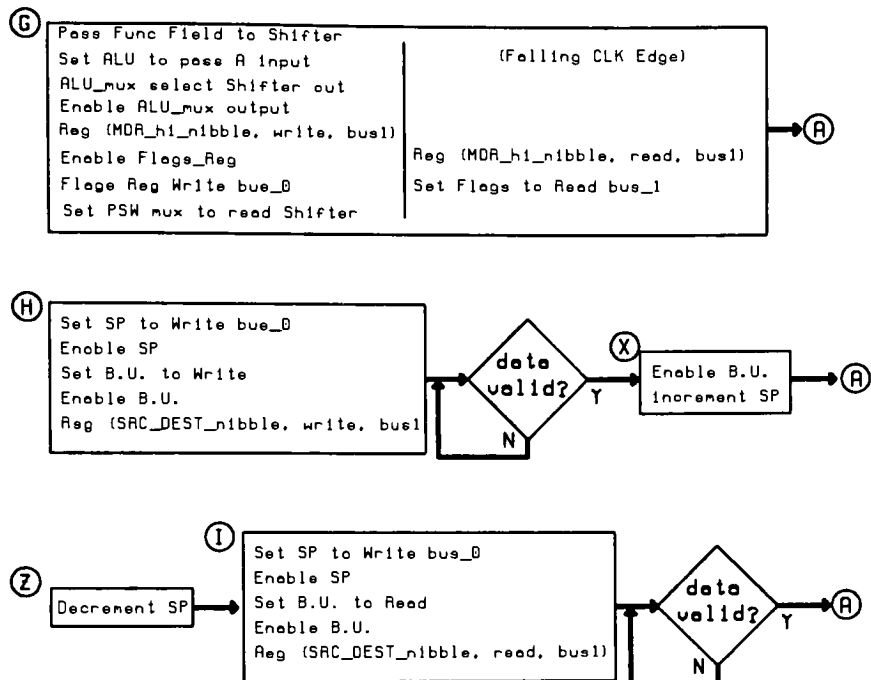 G
Pass Func Field to Shifter
Set ALU to pass A input
ALU_mux select Shifter out
Enable ALU_mux output
Reg (MDR_hi_nibble, write, bus1)
Enable Flags_Reg
Flags Reg Write bus_0
Set PSW mux to read Shifter
(Falling CLK Edge)
Reg (MDR_hi_nibble, read, bus1)
Set Flags to Read bus_1
A
H
Set SP to Write bus_0
Enable SP
Set B.U. to Write
Enable B.U.
Reg (SRC_DEST_nibble, write, bus1
data
valid?
Y
N
X
Enable B.U.
increment SP
A
Z
Decrement SP
I
Set SP to Write bus_0
Enable SP
Set B.U. to Read
Enable B.U.
Reg (SRC_DEST_nibble, read, bus1)
data
valid?
Y
N
A